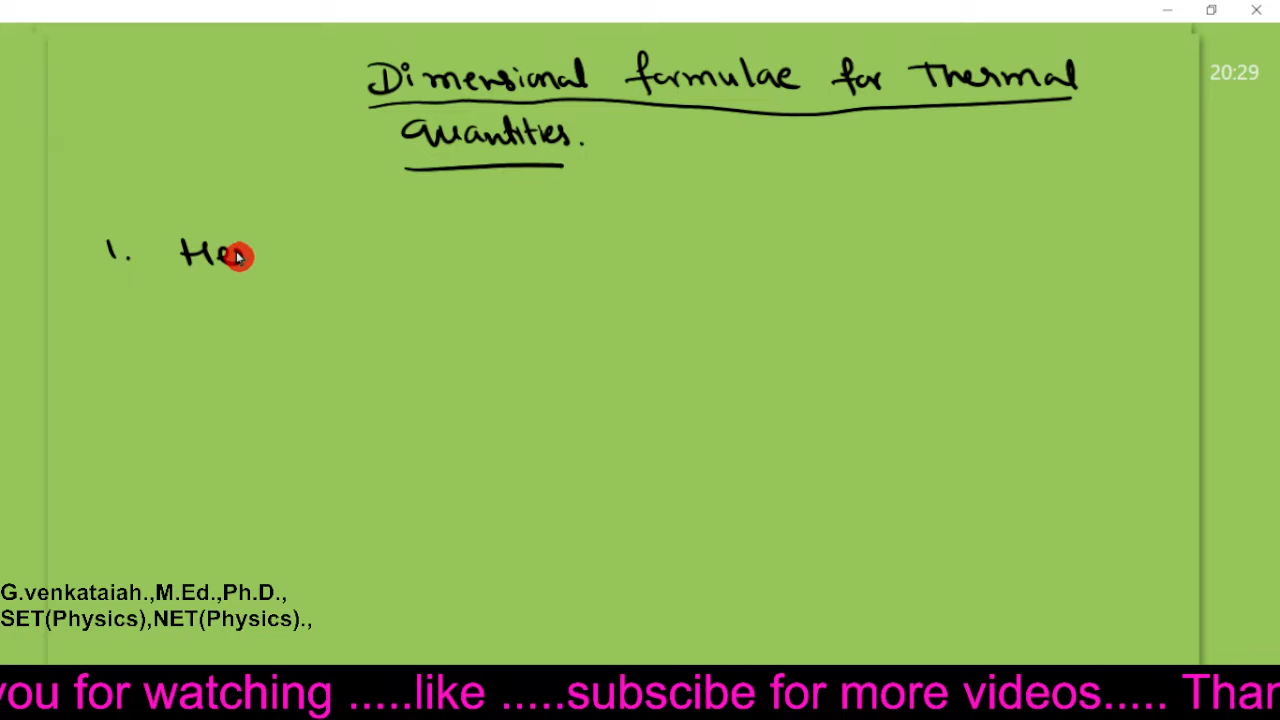 Dimensional formulae for Thermal
20:29
Quantities.
1. He
G.venkataiah.,M.Ed.,Ph.D.,
SET(Physics),NET(Physics).,
you for watching .....like .....subscibe for more videos..... Than